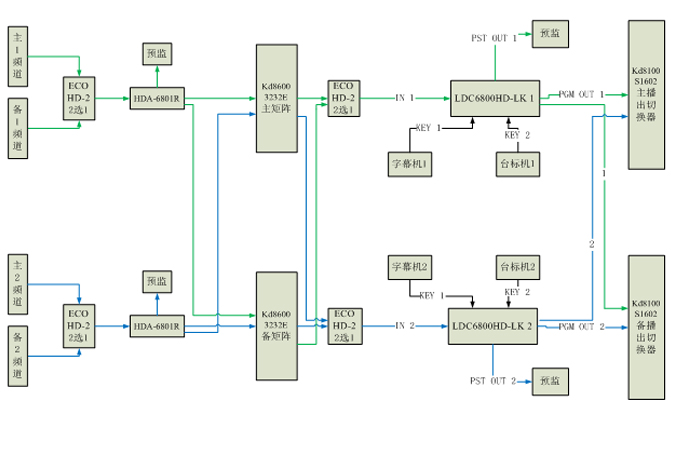 主
1
频
道
备
1
频
道
ECO
HD-2
2选1
预监
HDA-6801R
Kd8600
3232E
主矩阵
ECO
HD-2
2选1
IN 1
PST OUT 1
预监
LDC6800HD-LK 1
PGM OUT 1
KEY 1
KEY 2
字幕机1
台标机1
Kd8100
S1602
主播
出切
换器
1
2
主
2
频
道
备
2
频
道
ECO
HD-2
2选1
预监
HDA-6801R
Kd8600
3232E
备矩阵
ECO
HD-2
2选1
IN 2
字幕机2
台标机2
KEY 1
KEY 2
LDC6800HD-LK 2
PGM OUT 2
PST OUT 2
预监
Kd8100
S1602
备播
出切
换器